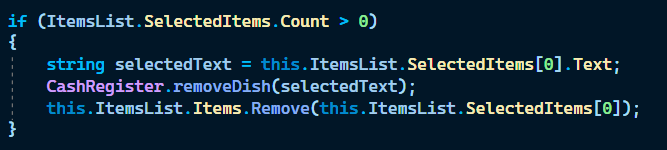 if (ItemsList.SelectedItems.Count > 0)
{
    string selectedText = this.ItemsList.SelectedItems[0].Text;
    CashRegister.removeDish(selectedText);
    this.ItemsList.Items.Remove(this.ItemsList.SelectedItems[0]);
}